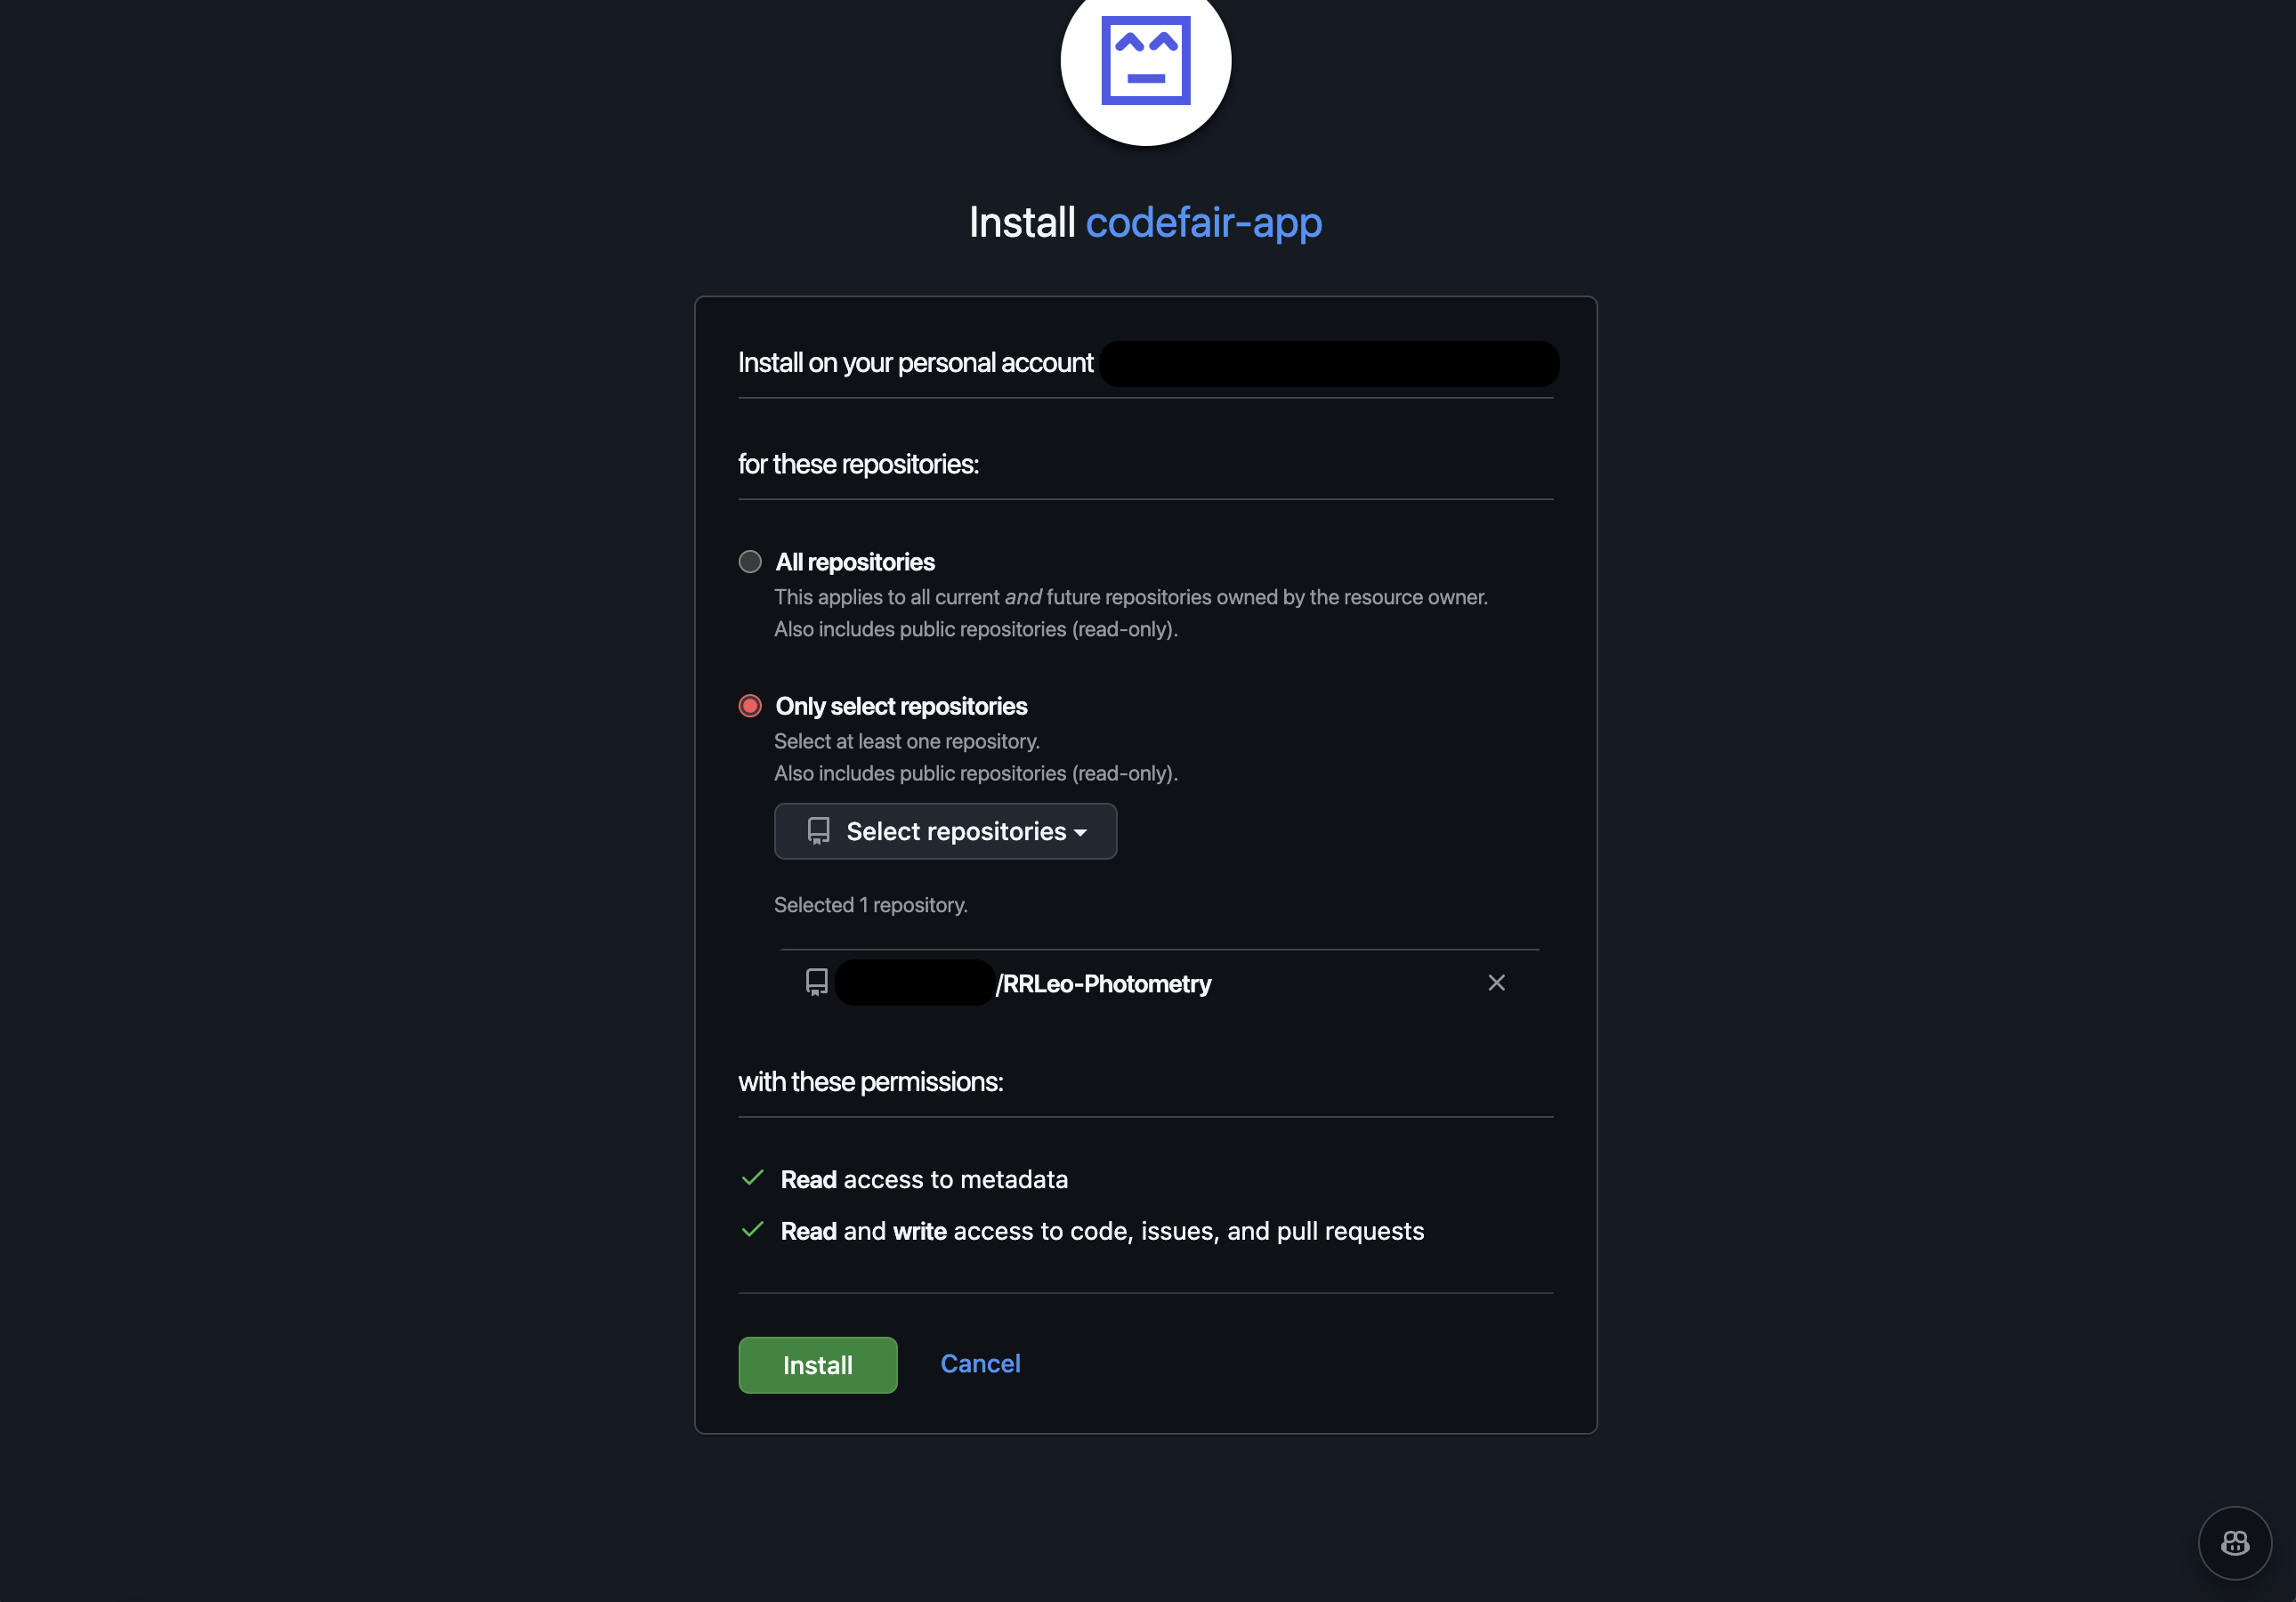 Install codefair-app
Install on your personal account
for these repositories:
All repositories
This applies to all current and future repositories owned by the resource owner.
Also includes public repositories (read-only).
Only select repositories
Select at least one repository.
Also includes public repositories (read-only).
Select repositories
Selected 1 repository.
/RRLeo-Photometry
with these permissions:
Read access to metadata
Read and write access to code, issues, and pull requests
Install
Cancel